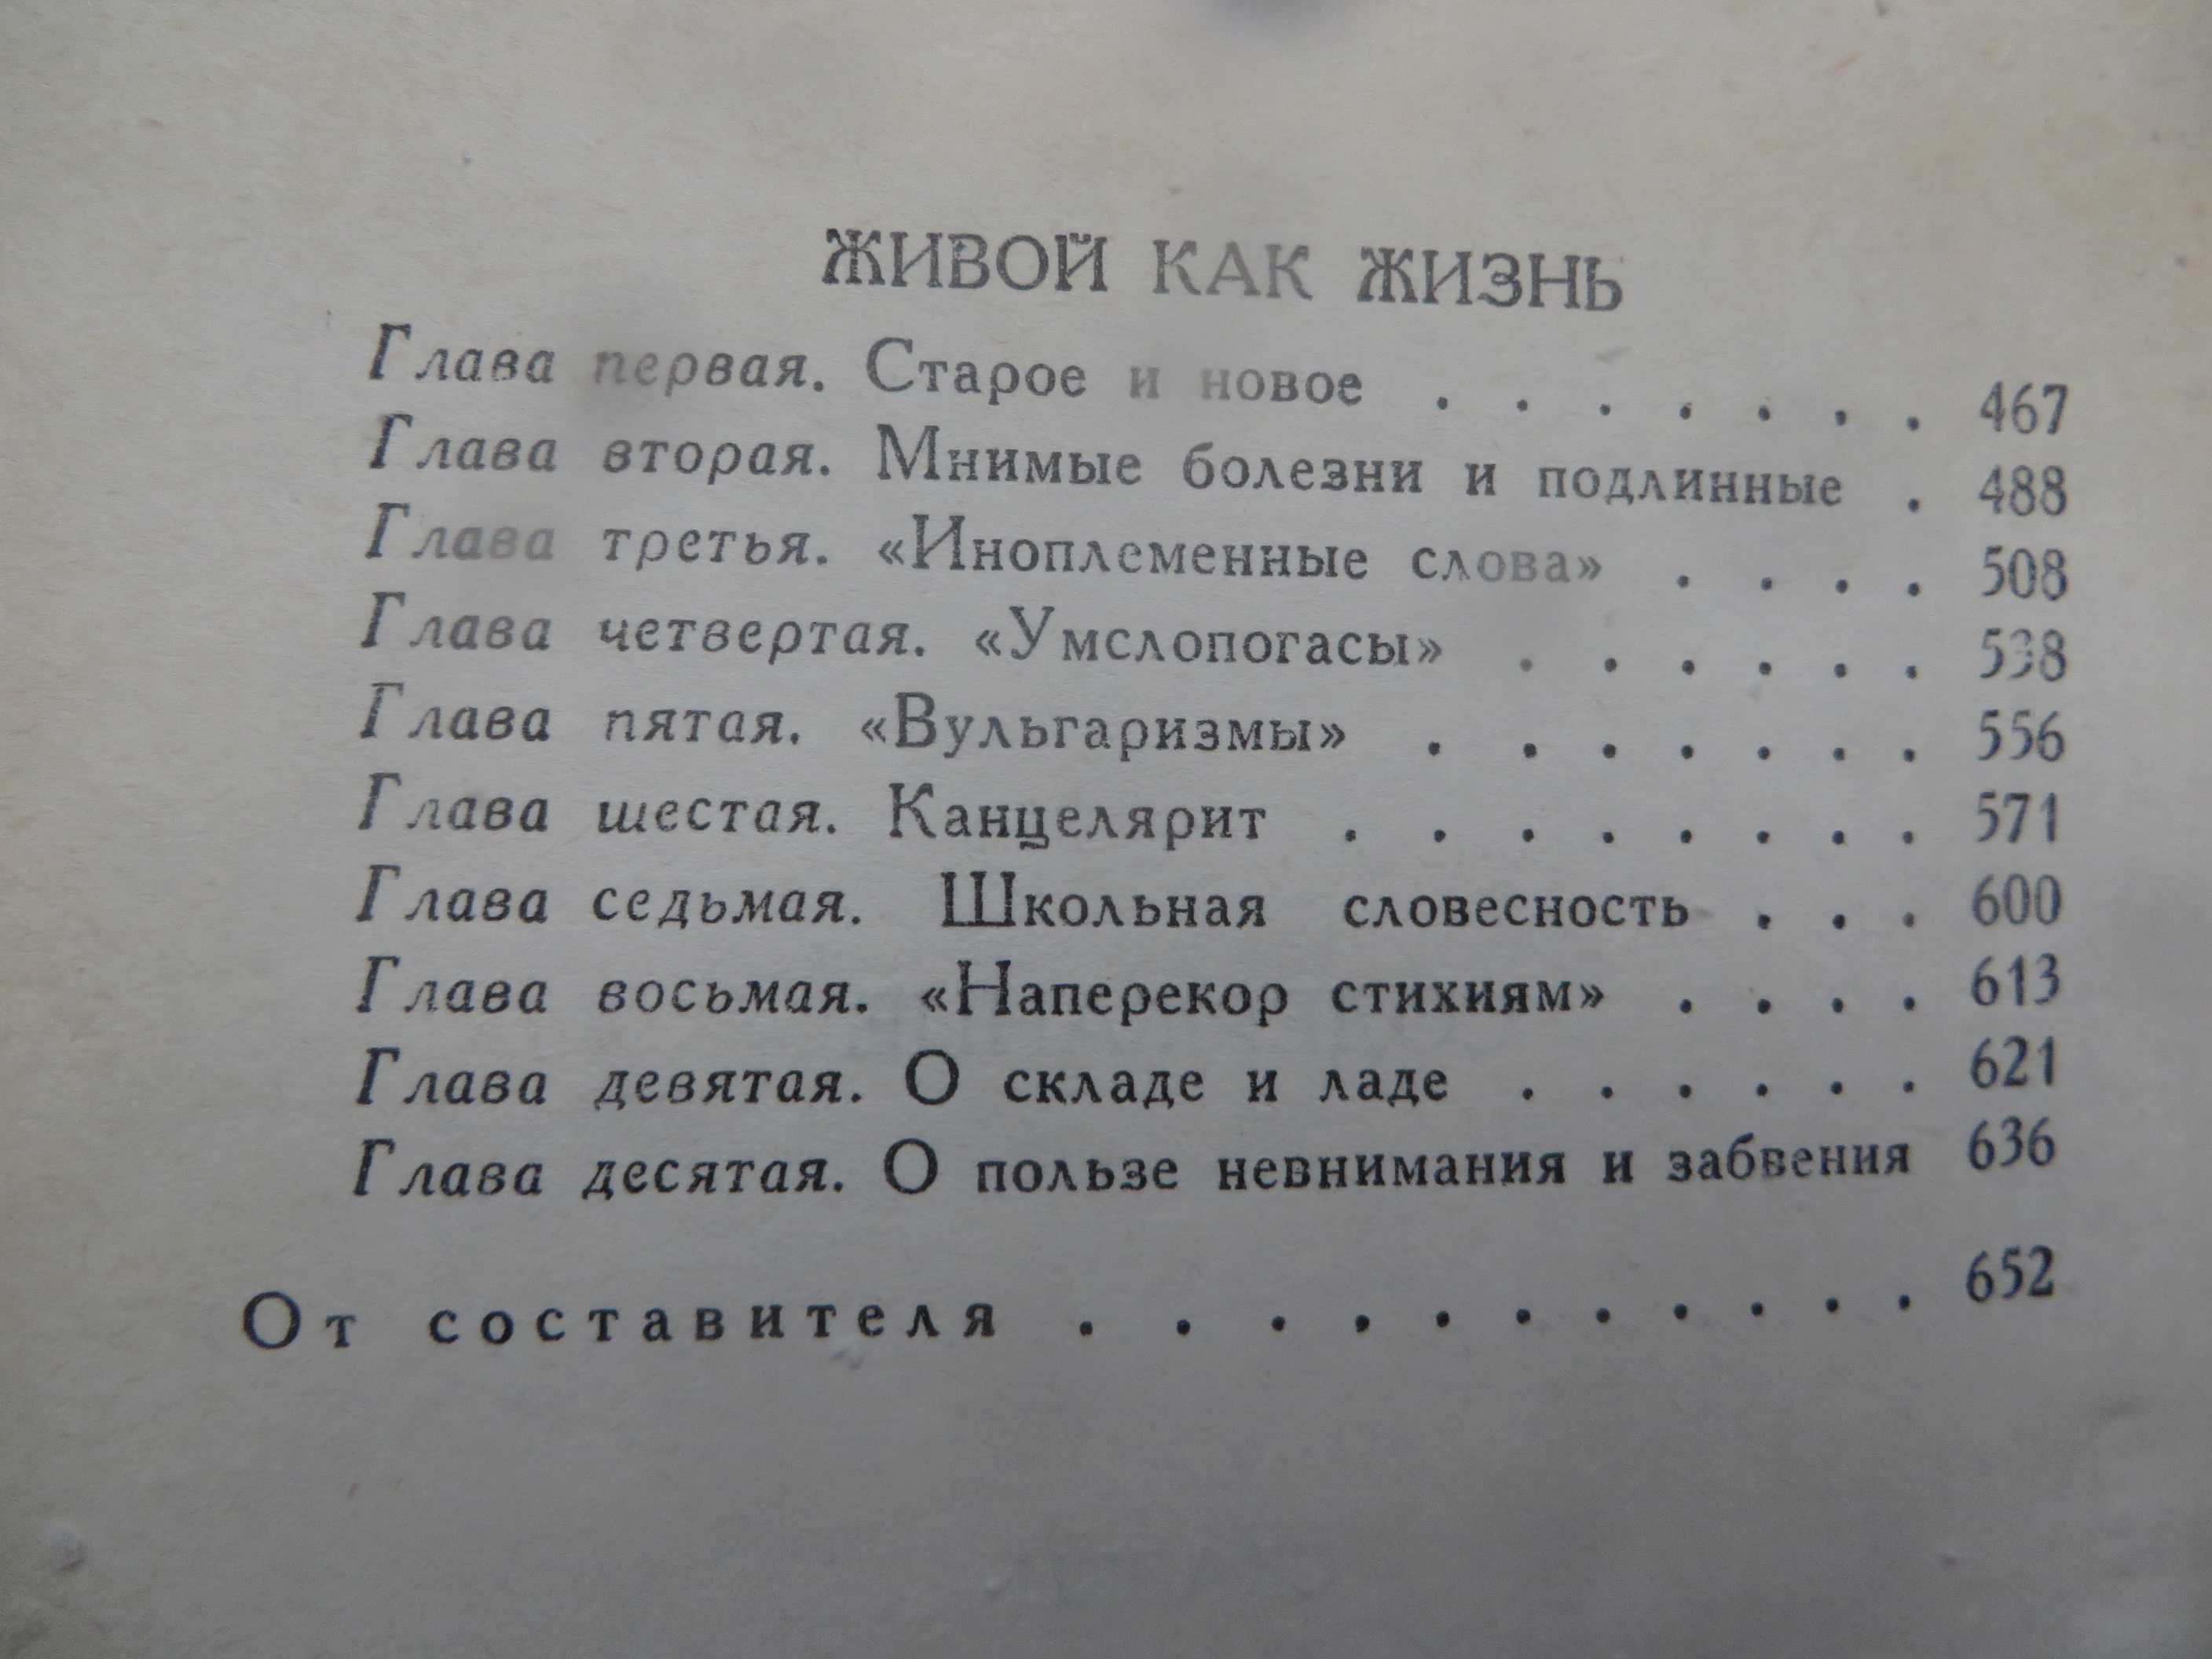 ЖИВОЙ КАК ЖИЗНЬ
Глава первая. Старое и новое . . . . . . . 467
Глава вторая. Мнимые болезни и подлинные . 488
Глава третья. «Иноплеменные слова» . . . . 508
Глава четвертая. «Умслопогасы» . . . . . . 538
Глава пятая. «Вульгаризмы» . . . . . . . 556
Глава шестая. Канцелярит . . . . . . . . 571
Глава седьмая. Школьная словесность . . . 600
Глава восьмая. «Наперекор стихиям» . . . . 613
Глава девятая. О складе и ладе . . . . . . 621
Глава десятая. О пользе невнимания и забвения 636
От составителя . . . . . . . . . . . 652